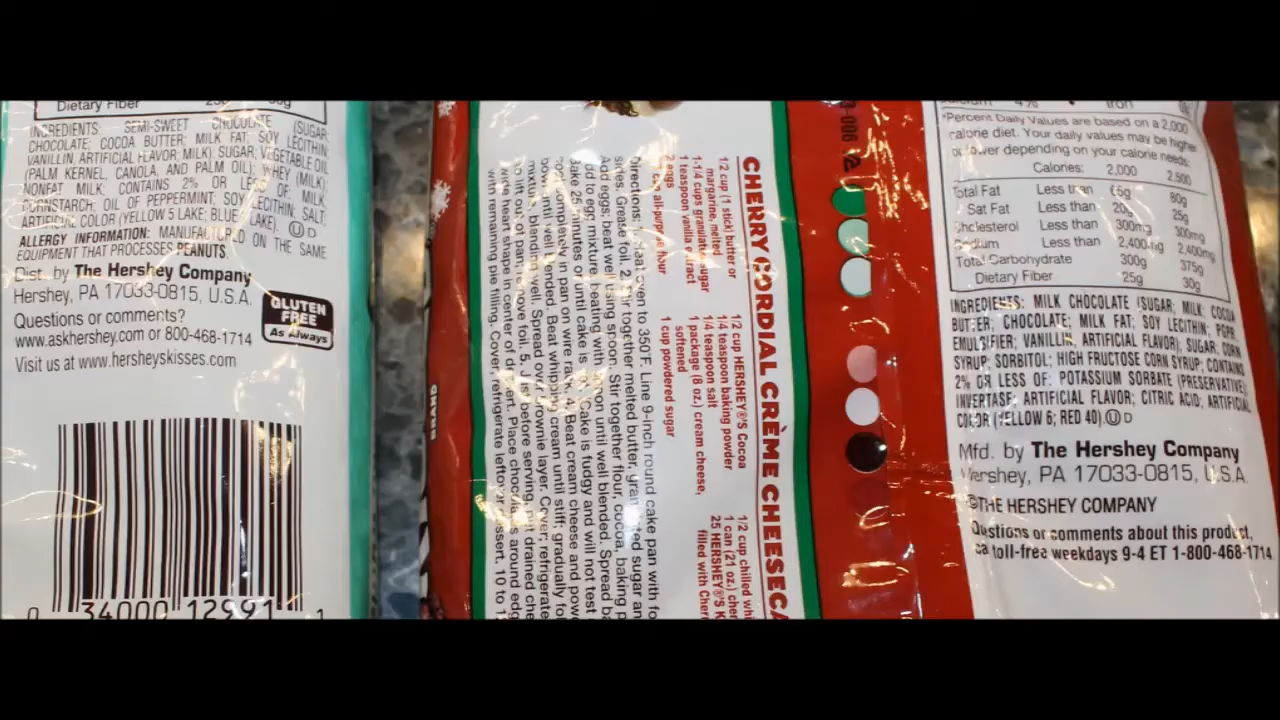 Dietary Fiber
INGREDIENTS: SEMI-SWEET CHOCOLATE (SUGAR;
CHOCOLATE; COCOA BUTTER; MILK FAT; SOY LECITHIN;
VANILLIN, ARTIFICIAL FLAVOR; MILK); SUGAR; VEGETABLE OIL
(PALM KERNEL, CANOLA, AND PALM OIL); WHEY (MILK);
NONFAT MILK; CONTAINS 2% OR LESS OF: MILK;
CORNSTARCH; OIL OF PEPPERMINT; SOY LECITHIN; SALT;
ARTIFICIAL COLOR (YELLOW 5 LAKE; BLUE LAKE). U D
ALLERGY INFORMATION: MANUFACTURED ON THE SAME
EQUIPMENT THAT PROCESSES PEANUTS.
Dist. by The Hershey Company
Hershey, PA 17033-0815, U.S.A.
Questions or comments?
www.askhershey.com or 800-468-1714
Visit us at www.hersheyskisses.com
GLUTEN
FREE
As Always
0 34000 12991 1
CHERRY CORDIAL CRÈME CHEESECA
1/2 cup (1 stick) butter or
margarine, melted
1-1/4 cups granulated sugar
1 teaspoon vanilla extract
2 eggs
cup all-purpose flour
1/2 cup HERSHEY'S® Cocoa
1/4 teaspoon baking powder
1/4 teaspoon salt
1 package (8 oz.) cream cheese,
softened
1 cup powdered sugar
1/2 cup chilled whi
1 can (21 oz.) cher
25 HERSHEY'S® K
filled with Cherr
Directions: 1. Heat oven to 350°F. Line 9-inch round cake pan with fo
sides. Grease foil. 2. Stir together melted butter, granulated sugar an
Add eggs; beat well using spoon. Stir together flour, cocoa, baking p
add to egg mixture, beating with spoon until well blended. Spread ba
Bake 25 minutes or until cake is Cake is fudgy and will not test
completely in pan on wire rack. 4. Beat cream cheese and pow
bowl until well blended. Beat whipping cream until stiff; gradually fo
mixture, blending well. Spread over brownie layer. Cover; refrigerate
to lift out of pan; remove foil. 5. Just before serving, put drained che
wide heart shape in center of dessert. Place chocolates around edg
with remaining pie filling. Cover; refrigerate leftover dessert. 10 to 1
3-006
2
4%
Iron
*Percent Daily Values are based on a 2,000
calorie diet. Your daily values may be higher
or lower depending on your calorie needs:
Calories: 2,000 2,500
Total Fat Less than 65g 80g
Sat Fat Less than 20g 25g
Cholesterol Less than 300mg 300mg
Sodium Less than 2,400mg 2,400mg
Total Carbohydrate 300g 375g
Dietary Fiber 25g 30g
INGREDIENTS: MILK CHOCOLATE (SUGAR; MILK; COCOA
BUTTER; CHOCOLATE; MILK FAT; SOY LECITHIN; PGPR,
EMULSIFIER; VANILLIN, ARTIFICIAL FLAVOR); SUGAR; CORN
SYRUP; SORBITOL; HIGH FRUCTOSE CORN SYRUP; CONTAINS
2% OR LESS OF: POTASSIUM SORBATE (PRESERVATIVE);
INVERTASE; ARTIFICIAL FLAVOR; CITRIC ACID; ARTIFICIAL
COLOR (YELLOW 6; RED 40). U D
Mfd. by The Hershey Company
Hershey, PA 17033-0815, U.S.A.
©THE HERSHEY COMPANY
Questions or comments about this product,
call toll-free weekdays 9-4 ET 1-800-468-1714